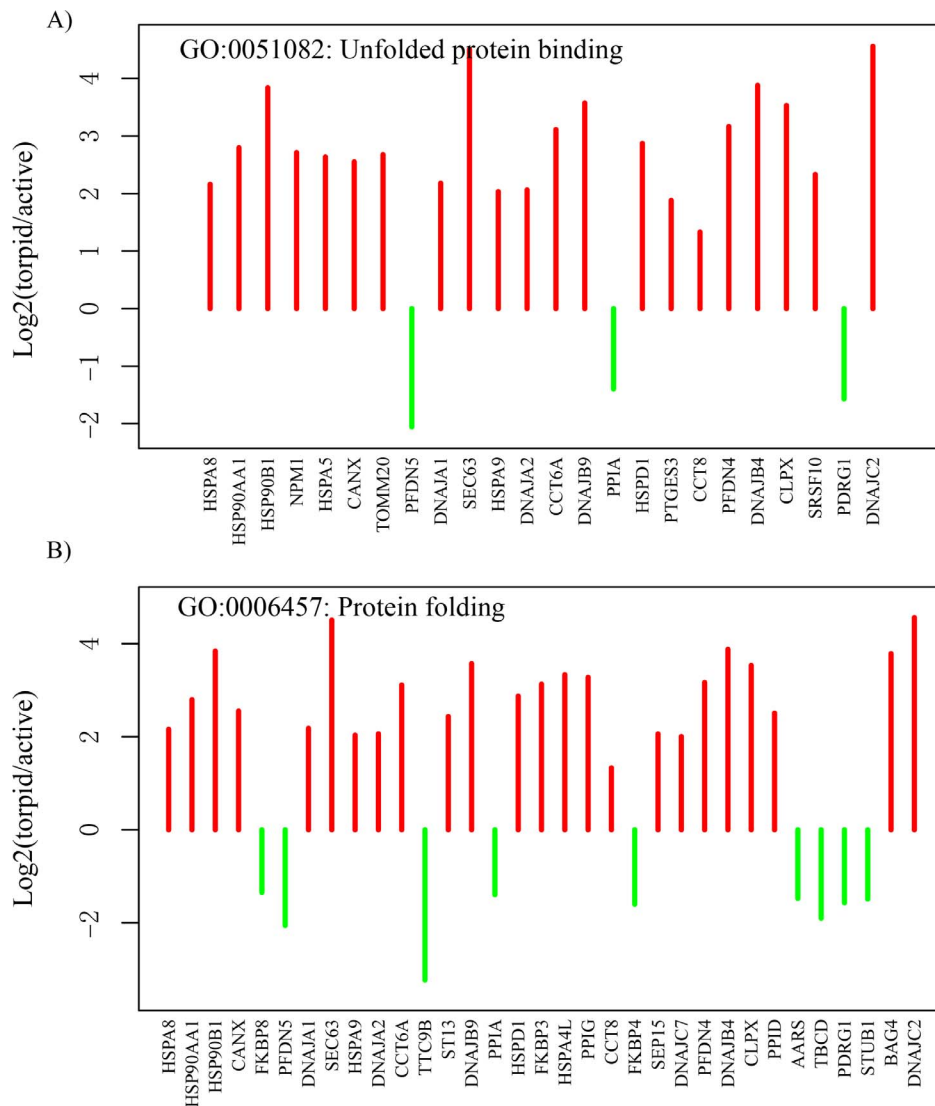 A)
GO:0051082: Unfolded protein binding
Log2(torpid/active)
4
3
2
1
0
−1
−2
HSPA8
HSP90AA1
HSP90B1
NPM1
HSPA5
CANX
TOMM20
PFDN5
DNAJA1
SEC63
HSPA9
DNAJA2
CCT6A
DNAJB9
PPIA
HSPD1
PTGES3
CCT8
PFDN4
DNAJB4
CLPX
SRSF10
PDRG1
DNAJC2
B)
GO:0006457: Protein folding
Log2(torpid/active)
4
2
0
−2
HSPA8
HSP90AA1
HSP90B1
CANX
FKBP8
PFDN5
DNAJA1
SEC63
HSPA9
DNAJA2
CCT6A
TTC9B
ST13
DNAJB9
PPIA
HSPD1
FKBP3
HSPA4L
PPIG
CCT8
FKBP4
SEP15
DNAJC7
PFDN4
DNAJB4
CLPX
PPID
AARS
TBCD
PDRG1
STUB1
BAG4
DNAJC2